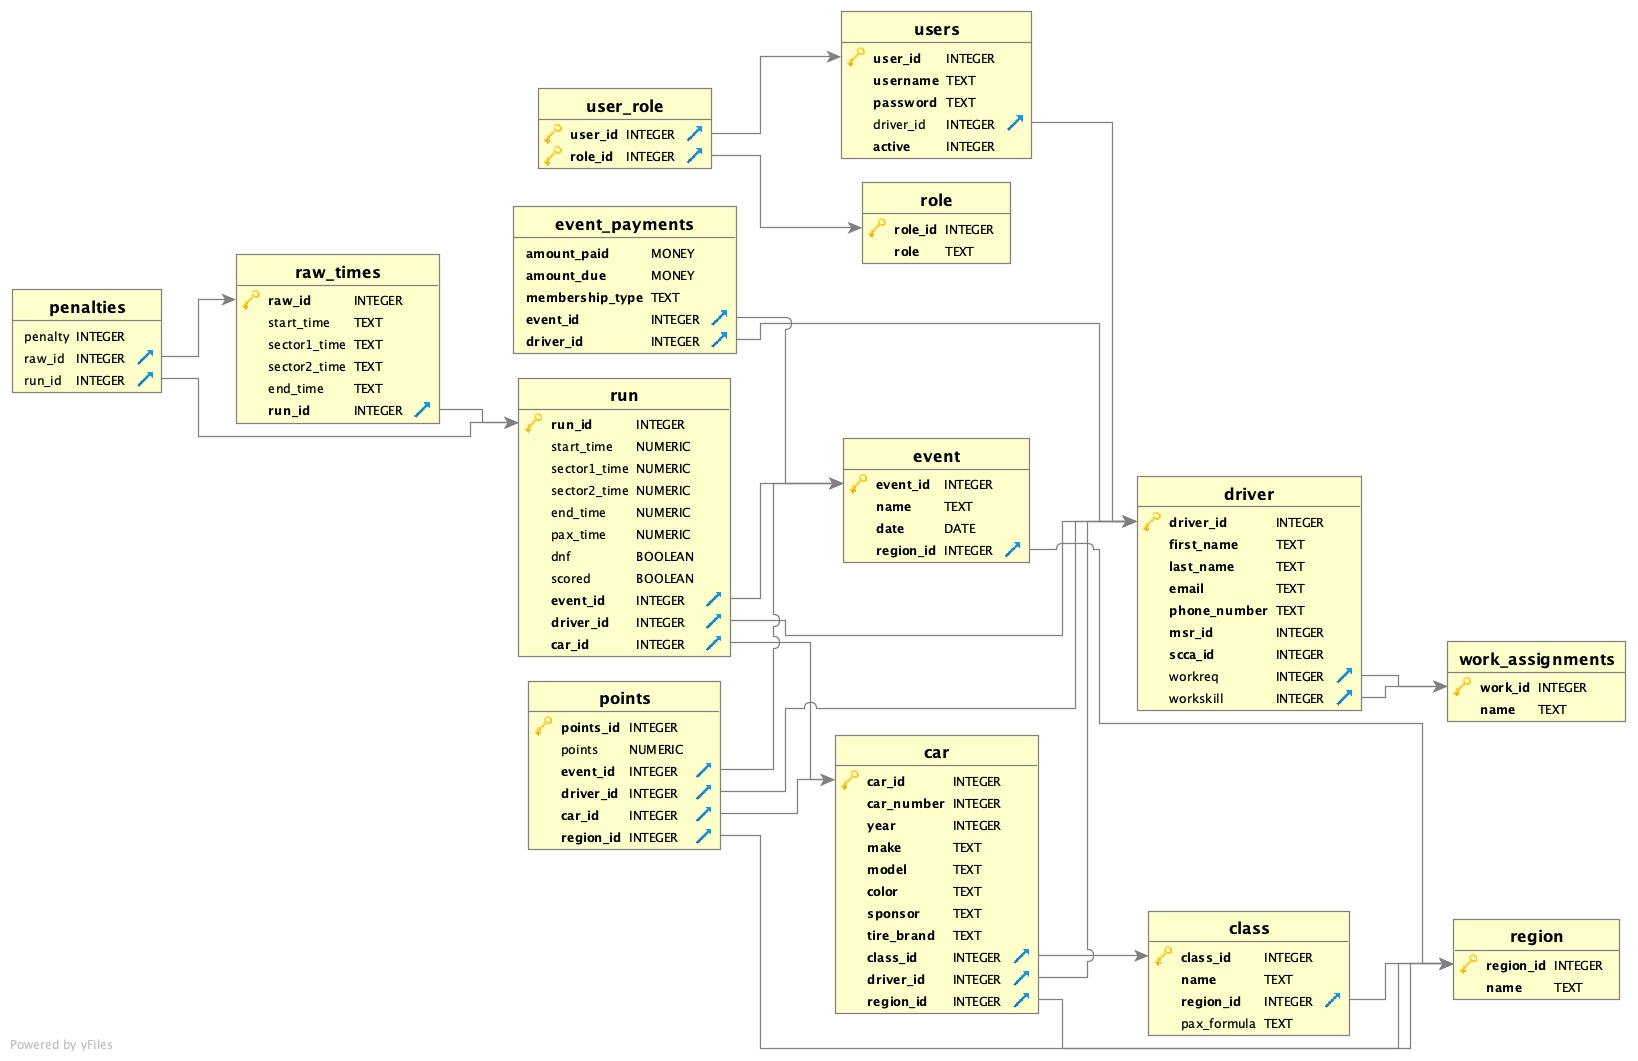 users
user_id INTEGER
username TEXT
password TEXT
driver_id INTEGER
active INTEGER
user_role
user_id INTEGER
role_id INTEGER
role
role_id INTEGER
role TEXT
event_payments
amount_paid MONEY
amount_due MONEY
membership_type TEXT
event_id INTEGER
driver_id INTEGER
raw_times
raw_id INTEGER
start_time TEXT
sector1_time TEXT
sector2_time TEXT
end_time TEXT
run_id INTEGER
penalties
penalty INTEGER
raw_id INTEGER
run_id INTEGER
run
run_id INTEGER
start_time NUMERIC
sector1_time NUMERIC
sector2_time NUMERIC
end_time NUMERIC
pax_time NUMERIC
dnf BOOLEAN
scored BOOLEAN
event_id INTEGER
driver_id INTEGER
car_id INTEGER
event
event_id INTEGER
name TEXT
date DATE
region_id INTEGER
driver
driver_id INTEGER
first_name TEXT
last_name TEXT
email TEXT
phone_number TEXT
msr_id INTEGER
scca_id INTEGER
workreq INTEGER
workskill INTEGER
work_assignments
work_id INTEGER
name TEXT
points
points_id INTEGER
points NUMERIC
event_id INTEGER
driver_id INTEGER
car_id INTEGER
region_id INTEGER
car
car_id INTEGER
car_number INTEGER
year INTEGER
make TEXT
model TEXT
color TEXT
sponsor TEXT
tire_brand TEXT
class_id INTEGER
driver_id INTEGER
region_id INTEGER
class
class_id INTEGER
name TEXT
region_id INTEGER
pax_formula TEXT
region
region_id INTEGER
name TEXT
Powered by yFiles